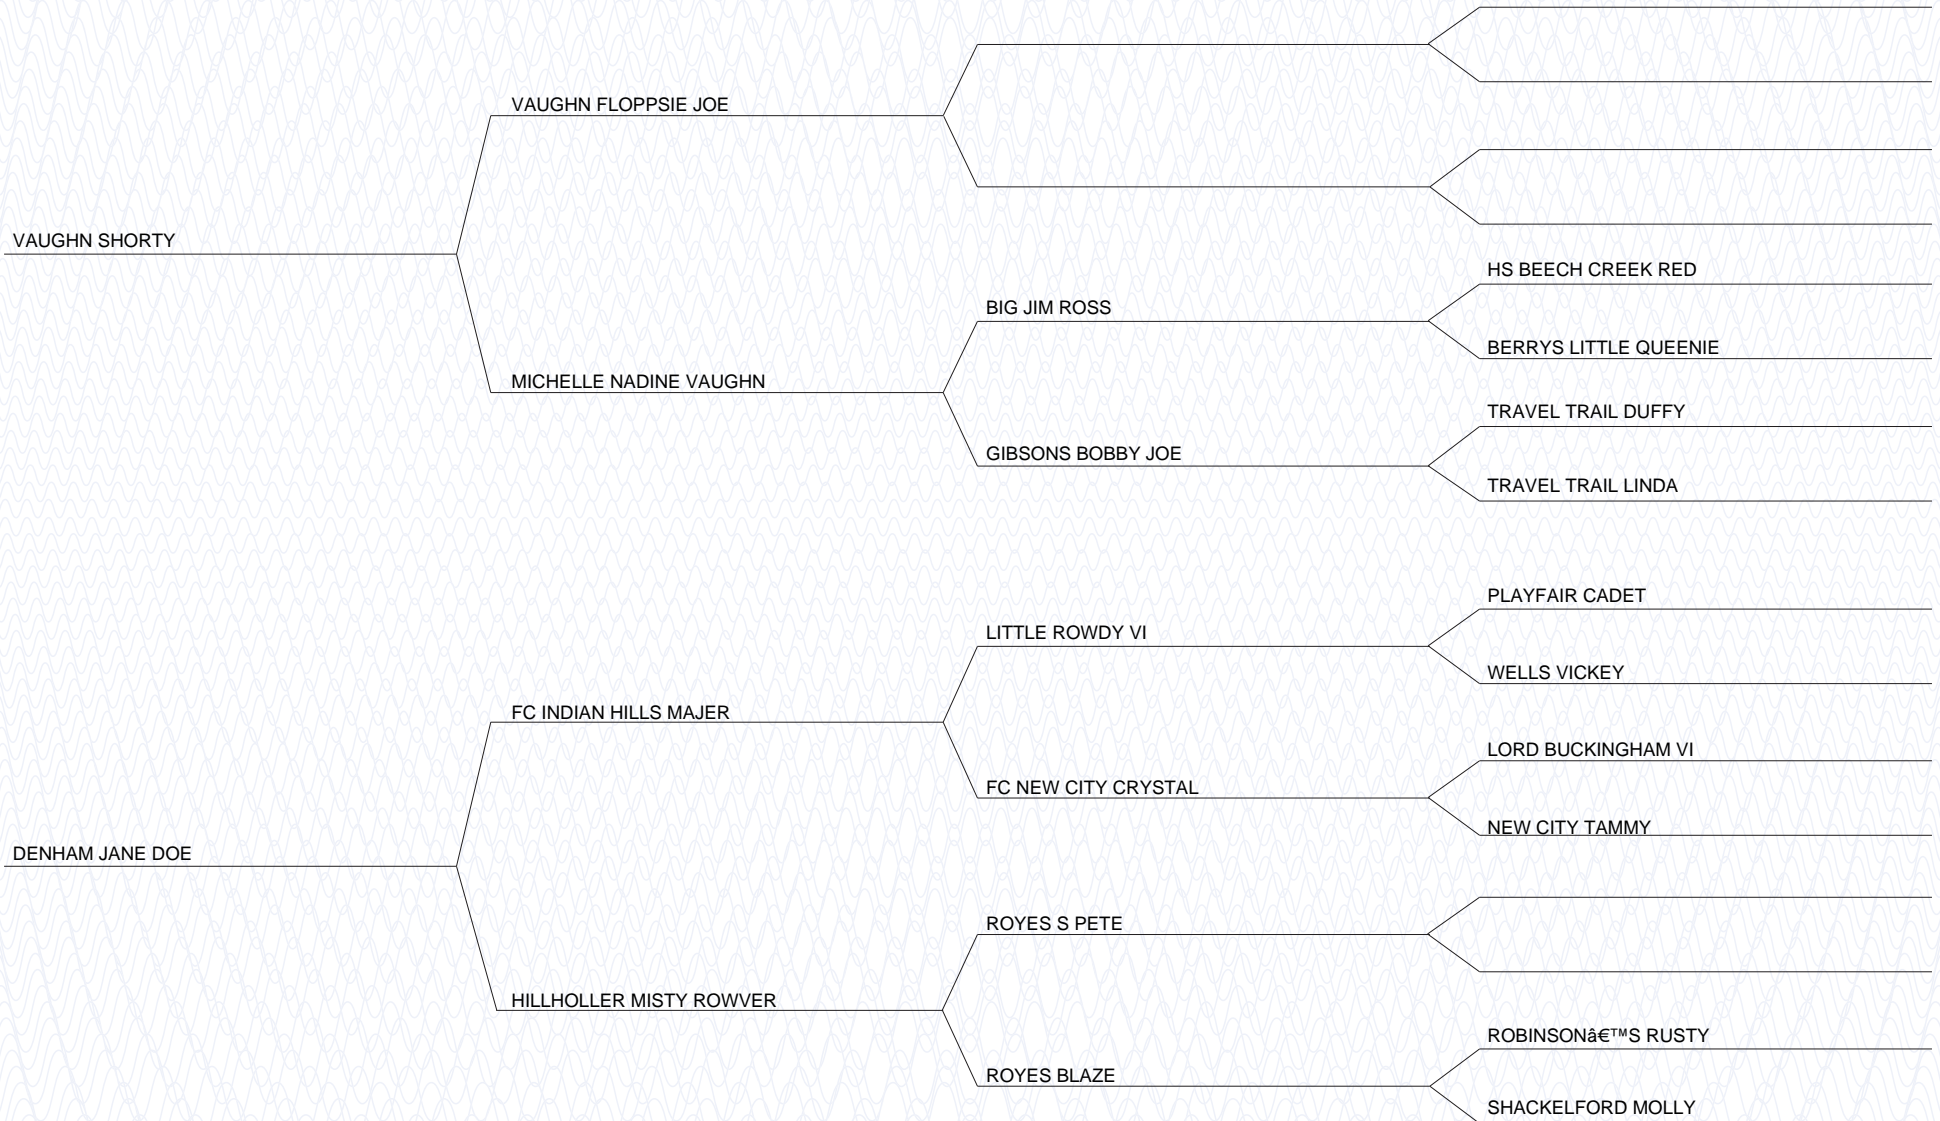 VAUGHN FLOPPSIE JOE
VAUGHN SHORTY
HS BEECH CREEK RED
BIG JIM ROSS
BERRYS LITTLE QUEENIE
MICHELLE NADINE VAUGHN
TRAVEL TRAIL DUFFY
GIBSONS BOBBY JOE
TRAVEL TRAIL LINDA
PLAYFAIR CADET
LITTLE ROWDY VI
WELLS VICKEY
FC INDIAN HILLS MAJER
LORD BUCKINGHAM VI
FC NEW CITY CRYSTAL
NEW CITY TAMMY
DENHAM JANE DOE
ROYES S PETE
HILLHOLLER MISTY ROWVER
ROBINSON’S RUSTY
ROYES BLAZE
SHACKELFORD MOLLY